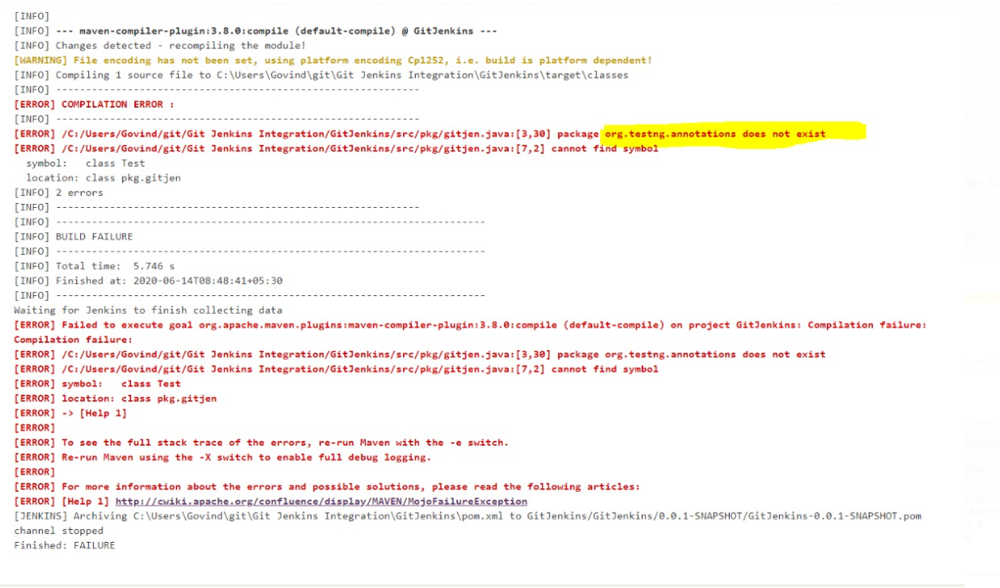 [INFO]
[INFO] --- maven-compiler-plugin:3.8.0:compile (default-compile) @ GitJenkins ---
[INFO] Changes detected - recompiling the module!
[WARNING] File encoding has not been set, using platform encoding Cp1252, i.e. build is platform dependent!
[INFO] Compiling 1 source file to C:\Users\Govind\git\Git Jenkins Integration\GitJenkins\target\classes
[INFO] -------------------------------------------------------------
[ERROR] COMPILATION ERROR :
[INFO] -------------------------------------------------------------
[ERROR] /C:/Users/Govind/git/Git Jenkins Integration/GitJenkins/src/pkg/gitjen.java:[3,30] package org.testng.annotations does not exist
[ERROR] /C:/Users/Govind/git/Git Jenkins Integration/GitJenkins/src/pkg/gitjen.java:[7,2] cannot find symbol
  symbol:   class Test
  location: class pkg.gitjen
[INFO] 2 errors
[INFO] -------------------------------------------------------------
[INFO] ------------------------------------------------------------------------
[INFO] BUILD FAILURE
[INFO] ------------------------------------------------------------------------
[INFO] Total time:  5.746 s
[INFO] Finished at: 2020-06-14T08:48:41+05:30
[INFO] ------------------------------------------------------------------------
Waiting for Jenkins to finish collecting data
[ERROR] Failed to execute goal org.apache.maven.plugins:maven-compiler-plugin:3.8.0:compile (default-compile) on project GitJenkins: Compilation failure:
Compilation failure:
[ERROR] /C:/Users/Govind/git/Git Jenkins Integration/GitJenkins/src/pkg/gitjen.java:[3,30] package org.testng.annotations does not exist
[ERROR] /C:/Users/Govind/git/Git Jenkins Integration/GitJenkins/src/pkg/gitjen.java:[7,2] cannot find symbol
[ERROR] symbol:   class Test
[ERROR] location: class pkg.gitjen
[ERROR] -> [Help 1]
[ERROR]
[ERROR] To see the full stack trace of the errors, re-run Maven with the -e switch.
[ERROR] Re-run Maven using the -X switch to enable full debug logging.
[ERROR]
[ERROR] For more information about the errors and possible solutions, please read the following articles:
[ERROR] [Help 1] http://cwiki.apache.org/confluence/display/MAVEN/MojoFailureException
[JENKINS] Archiving C:\Users\Govind\git\Git Jenkins Integration\GitJenkins\pom.xml to GitJenkins/GitJenkins/0.0.1-SNAPSHOT/GitJenkins-0.0.1-SNAPSHOT.pom
channel stopped
Finished: FAILURE